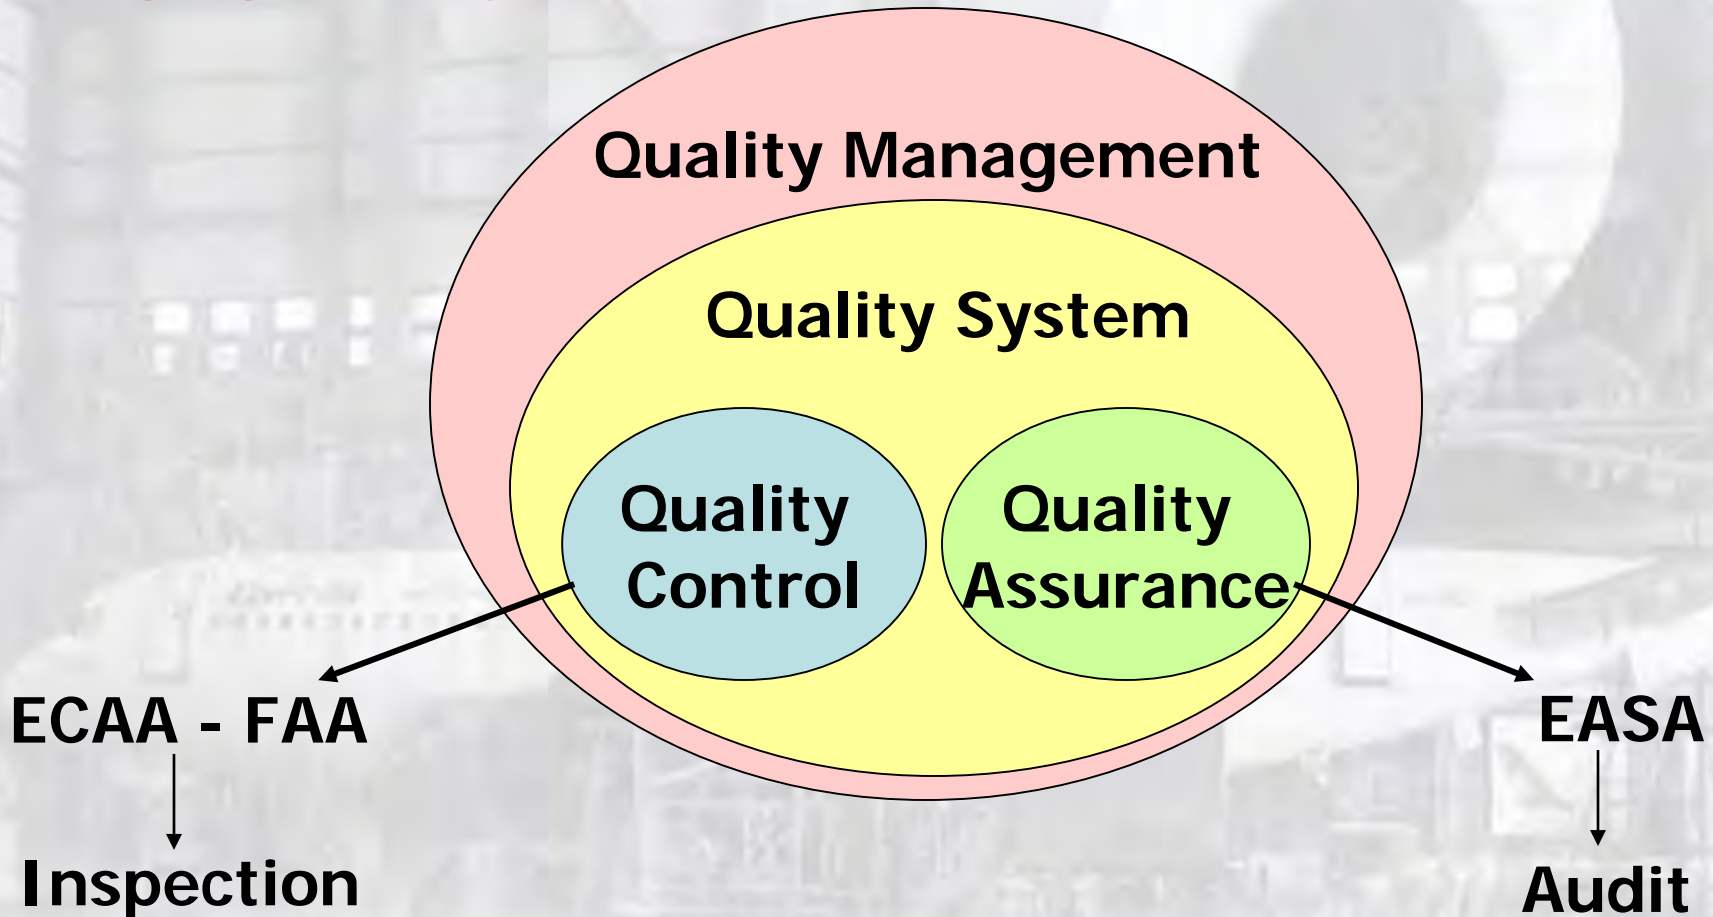 Quality Management
Quality System
Quality
Control
Quality
Assurance
ECAA - FAA
EASA
Inspection
Audit